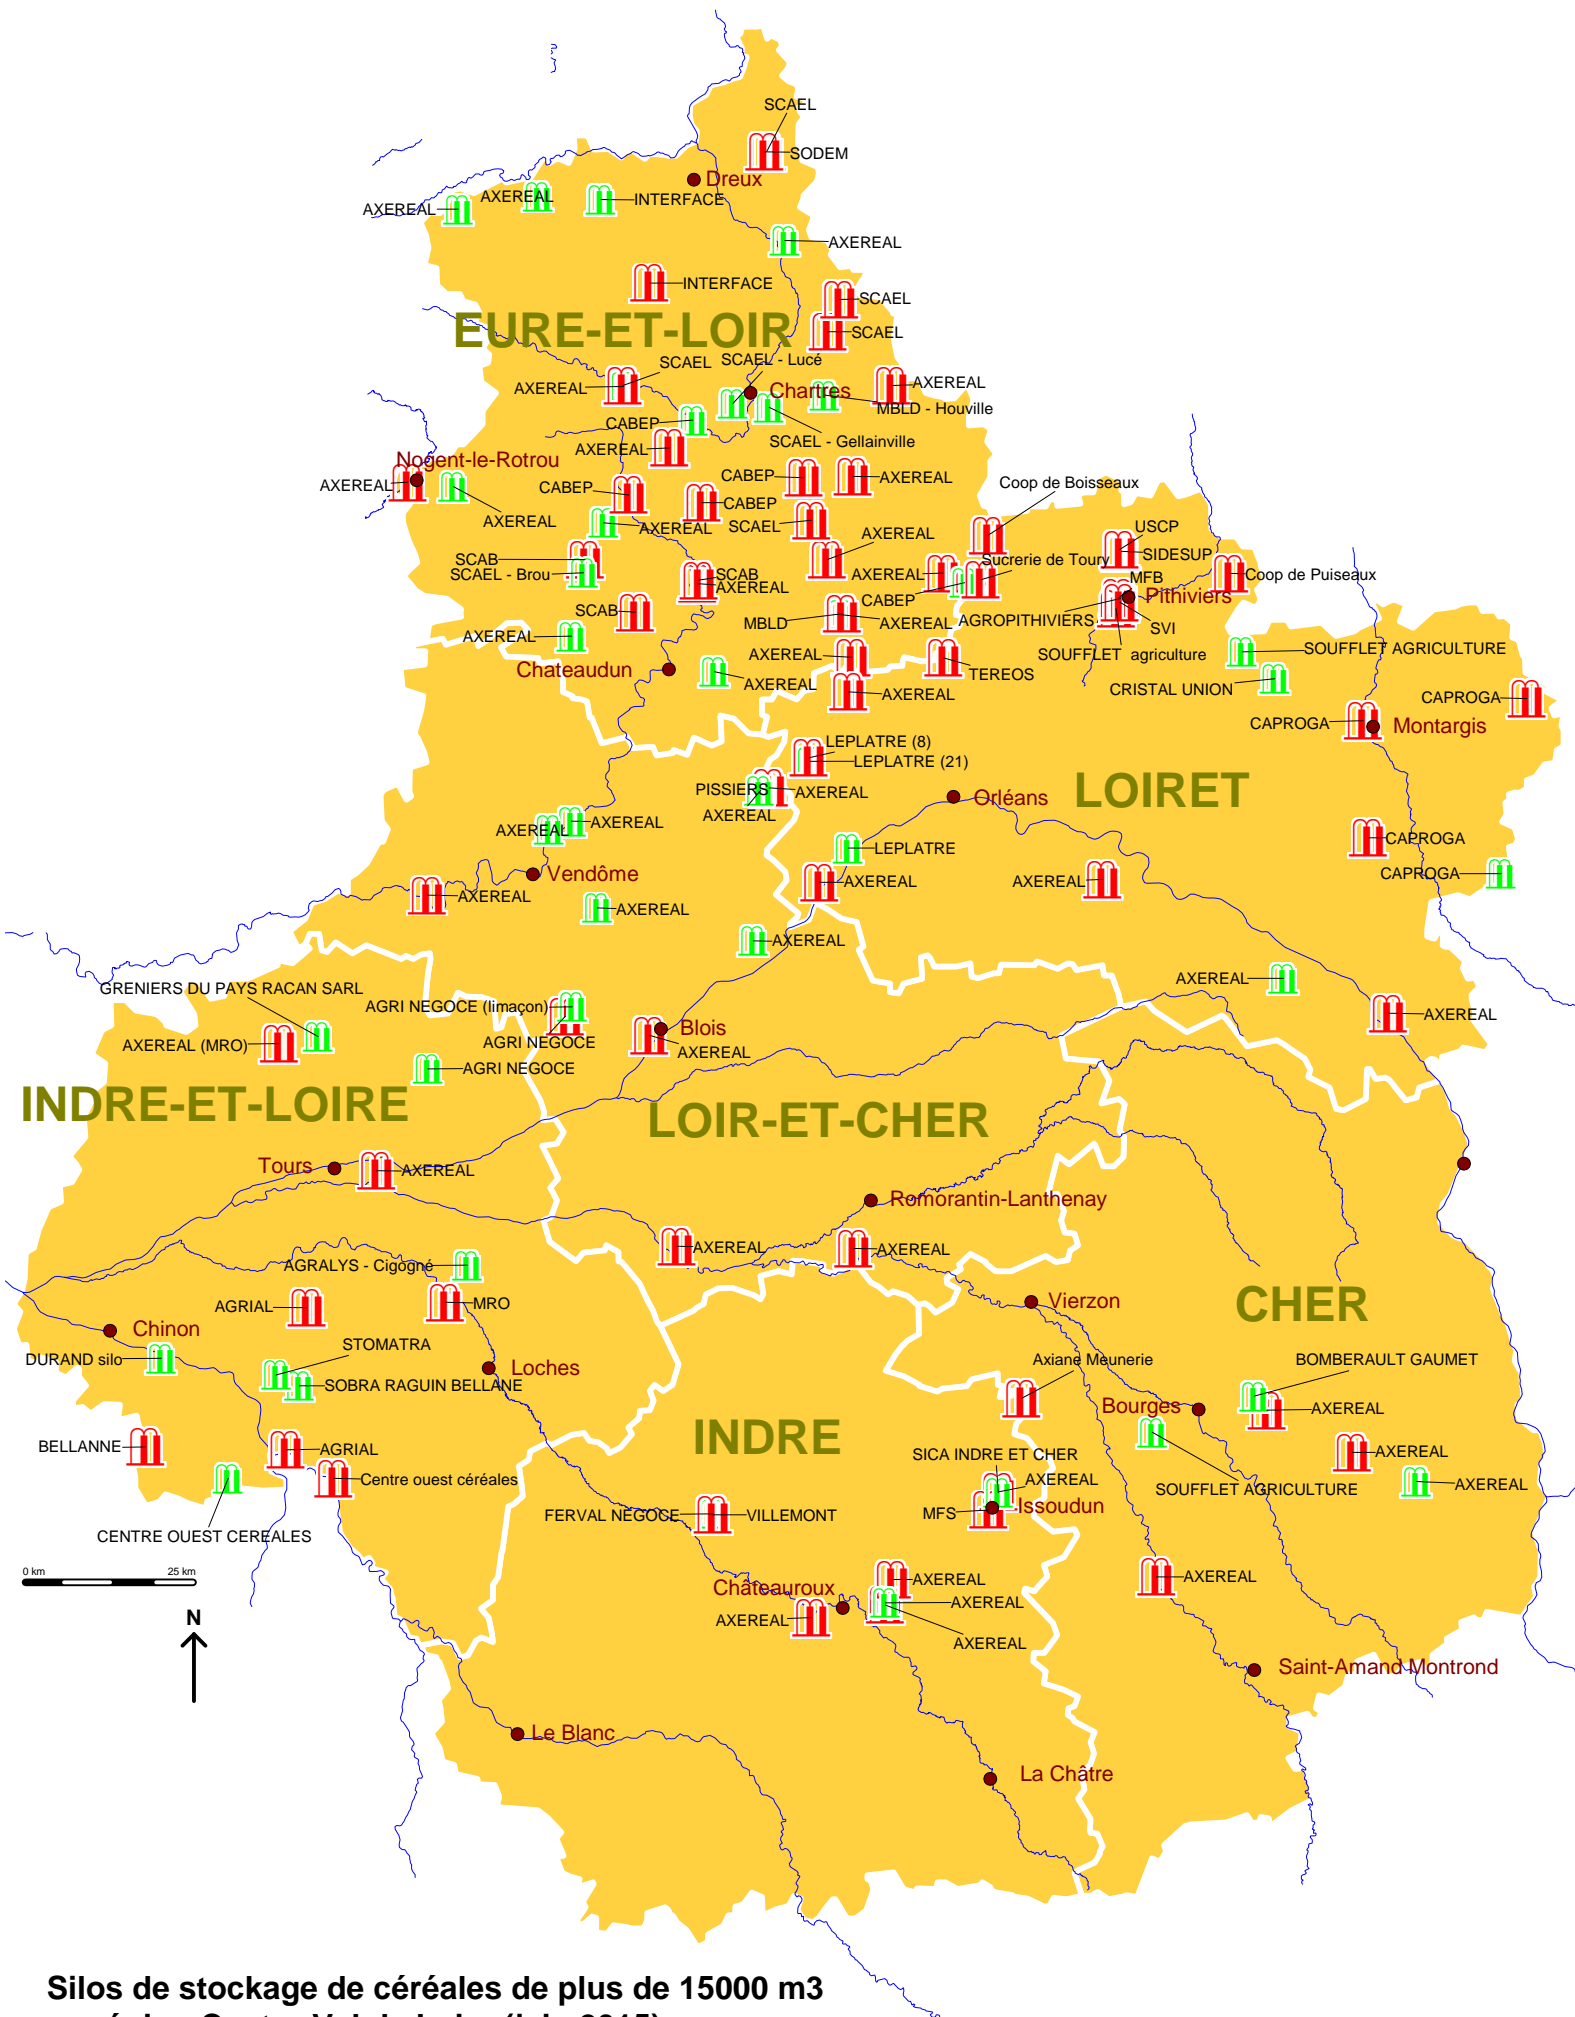 SCAEL
SODEM
Dreux
AXEREAL
AXEREAL
INTERFACE
AXEREAL
INTERFACE
SCAEL
EURE-ET-LOIR
SCAEL
SCAEL
SCAEL - Lucé
AXEREAL
Chartres
AXEREAL
MBLD - Houville
CABEP
SCAEL - Gellainville
AXEREAL
Nogent-le-Rotrou
AXEREAL
CABEP
CABEP
AXEREAL
Coop de Boisseaux
AXEREAL
CABEP
AXEREAL
SCAEL
AXEREAL
USCP
SIDESUP
SCAB
SCAEL - Brou
SCAB
AXEREAL
AXEREAL
Sucrerie de Toury
MFB
Coop de Puiseaux
CABEP
Pithiviers
SCAB
MBLD
AXEREAL
AGROPITHIVIERS
SVI
AXEREAL
SOUFFLET agriculture
SOUFFLET AGRICULTURE
Chateaudun
AXEREAL
AXEREAL
TEREOS
CRISTAL UNION
AXEREAL
CAPROGA
CAPROGA
Montargis
LEPLATRE (8)
LEPLATRE (21)
PISSIERS
AXEREAL
AXEREAL
Orléans
LOIRET
AXEREAL
AXEREAL
LEPLATRE
CAPROGA
CAPROGA
Vendôme
AXEREAL
AXEREAL
AXEREAL
AXEREAL
AXEREAL
AXEREAL
GRENIERS DU PAYS RACAN SARL
AGRI NEGOCE (limaçon)
AXEREAL
AXEREAL (MRO)
AGRI NEGOCE
Blois
AXEREAL
AGRI NEGOCE
INDRE-ET-LOIRE
LOIR-ET-CHER
Tours
AXEREAL
Romorantin-Lanthenay
AXEREAL
AXEREAL
AGRALYS - Cigogné
AGRIAL
MRO
Vierzon
CHER
Chinon
STOMATRA
DURAND silo
Loches
SOBRA RAGUIN BELLANE
Axiane Meunerie
BOMBERAULT GAUMET
Bourges
AXEREAL
BELLANNE
AGRIAL
INDRE
SICA INDRE ET CHER
AXEREAL
Centre ouest céréales
AXEREAL
SOUFFLET AGRICULTURE
AXEREAL
FERVAL NEGOCE
VILLEMONT
MFS
Issoudun
CENTRE OUEST CEREALES
0 km
25 km
AXEREAL
AXEREAL
Châteauroux
AXEREAL
AXEREAL
AXEREAL
N
Saint-Amand Montrond
Le Blanc
La Châtre
Silos de stockage de céréales de plus de 15000 m3